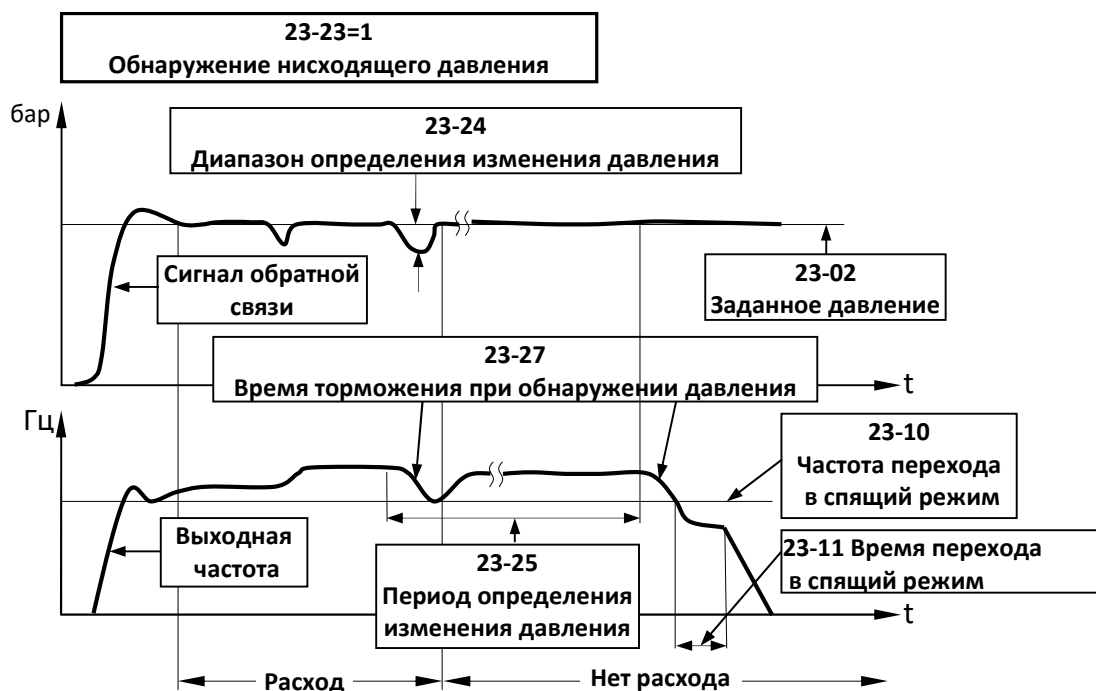 23-23=1
Обнаружение нисходящего давления
бар
23-24
Диапазон определения изменения давления
Сигнал обратной
связи
23-02
Заданное давление
23-27
Время торможения при обнаружении давления
t
Гц
23-10
Частота перехода
в спящий режим
Выходная
частота
23-25
Период определения
изменения давления
23-11 Время перехода
в спящий режим
t
Расход
Нет расхода